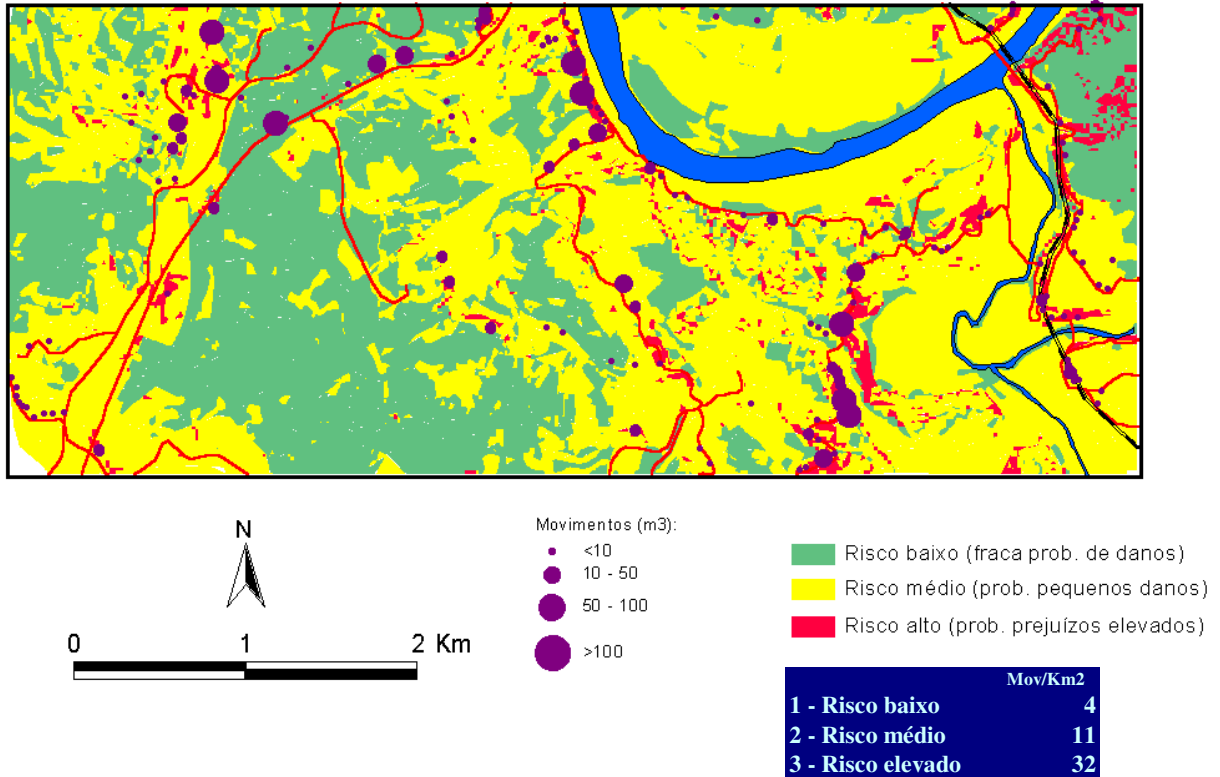 N
0 1 2 Km
Movimentos (m3):
<10
10 - 50
50 - 100
>100
Risco baixo (fraca prob. de danos)
Risco médio (prob. pequenos danos)
Risco alto (prob. prejuízos elevados)
Mov/Km2
1 - Risco baixo 4
2 - Risco médio 11
3 - Risco elevado 32